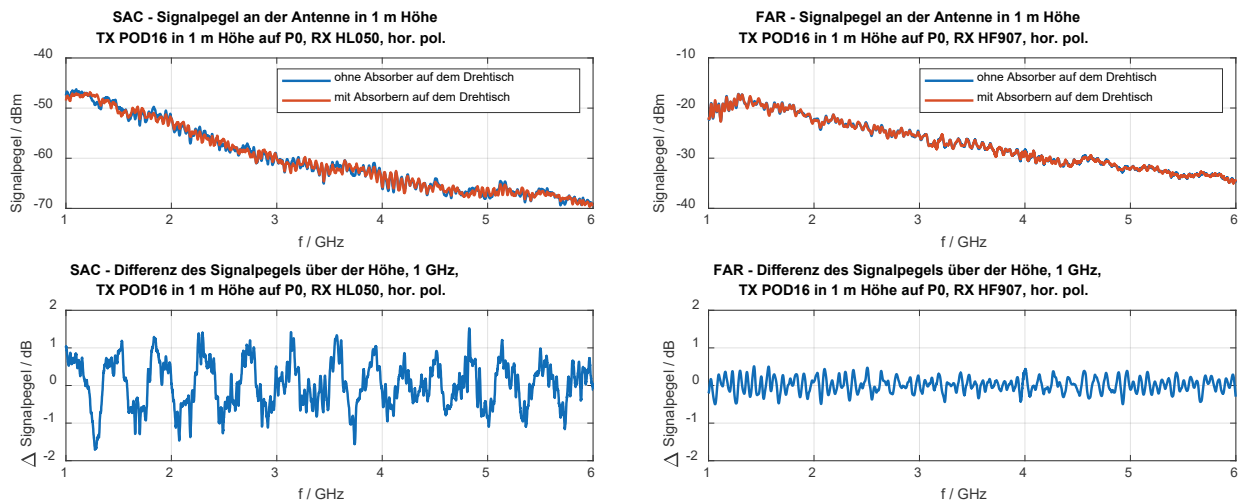 SAC - Signalpegel an der Antenne in 1 m Höhe
TX POD16 in 1 m Höhe auf P0, RX HL050, hor. pol.
-40
-50
-60
-70
Signalpegel / dBm
ohne Absorber auf dem Drehtisch
mit Absorbern auf dem Drehtisch
1 2 3 4 5 6
f / GHz
FAR - Signalpegel an der Antenne in 1 m Höhe
TX POD16 in 1 m Höhe auf P0, RX HF907, hor. pol.
-10
-20
-30
-40
Signalpegel / dBm
ohne Absorber auf dem Drehtisch
mit Absorbern auf dem Drehtisch
1 2 3 4 5 6
f / GHz
SAC - Differenz des Signalpegels über der Höhe, 1 GHz,
TX POD16 in 1 m Höhe auf P0, RX HL050, hor. pol.
2
1
0
-1
-2
Δ Signalpegel / dB
1 2 3 4 5 6
f / GHz
FAR - Differenz des Signalpegels über der Höhe, 1 GHz,
TX POD16 in 1 m Höhe auf P0, RX HF907, hor. pol.
2
1
0
-1
-2
Δ Signalpegel / dB
1 2 3 4 5 6
f / GHz